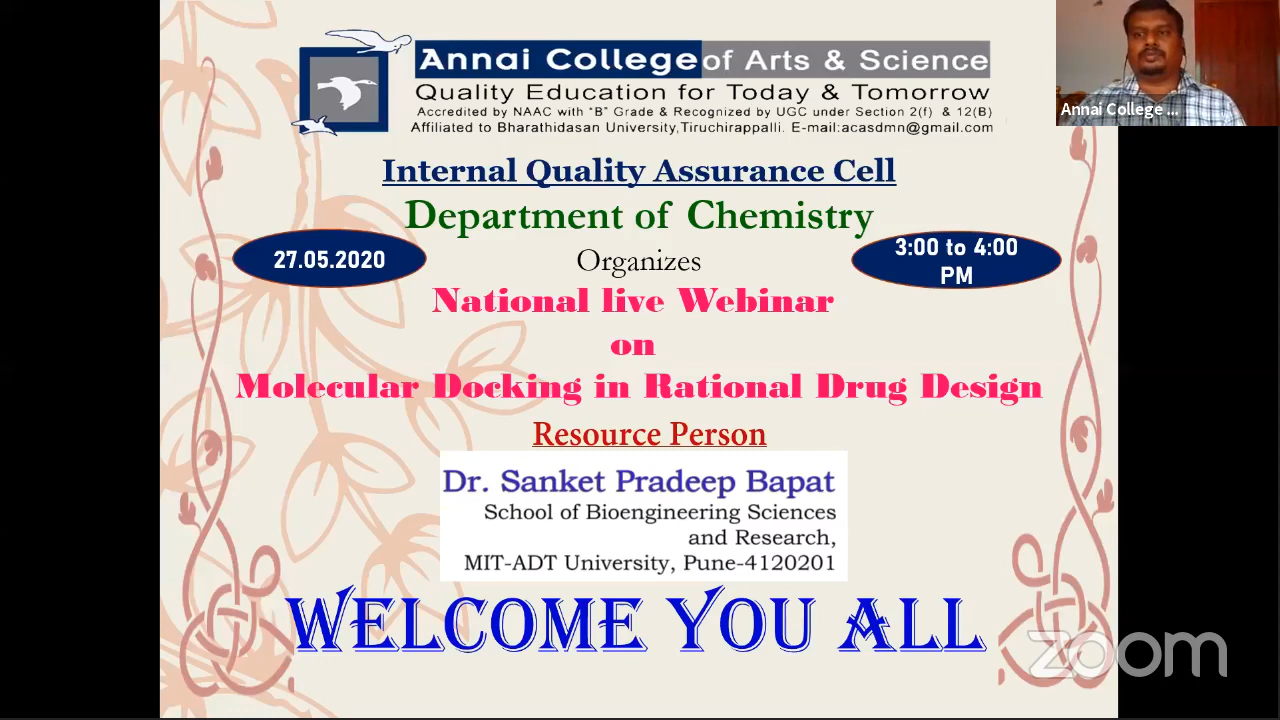 Annai College of Arts & Science
Quality Education for Today & Tomorrow
Accredited by NAAC with "B" Grade & Recognized by UGC under Section 2(f) & 12(B)
Affiliated to Bharathidasan University,Tiruchirappalli. E-mail:acasdmn@gmail.com
Annai College ...
Internal Quality Assurance Cell
Department of Chemistry
27.05.2020
Organizes
3:00 to 4:00
PM
National live Webinar
on
Molecular Docking in Rational Drug Design
Resource Person
Dr. Sanket Pradeep Bapat
School of Bioengineering Sciences
and Research,
MIT-ADT University, Pune-4120201
WELCOME YOU ALL
zoom